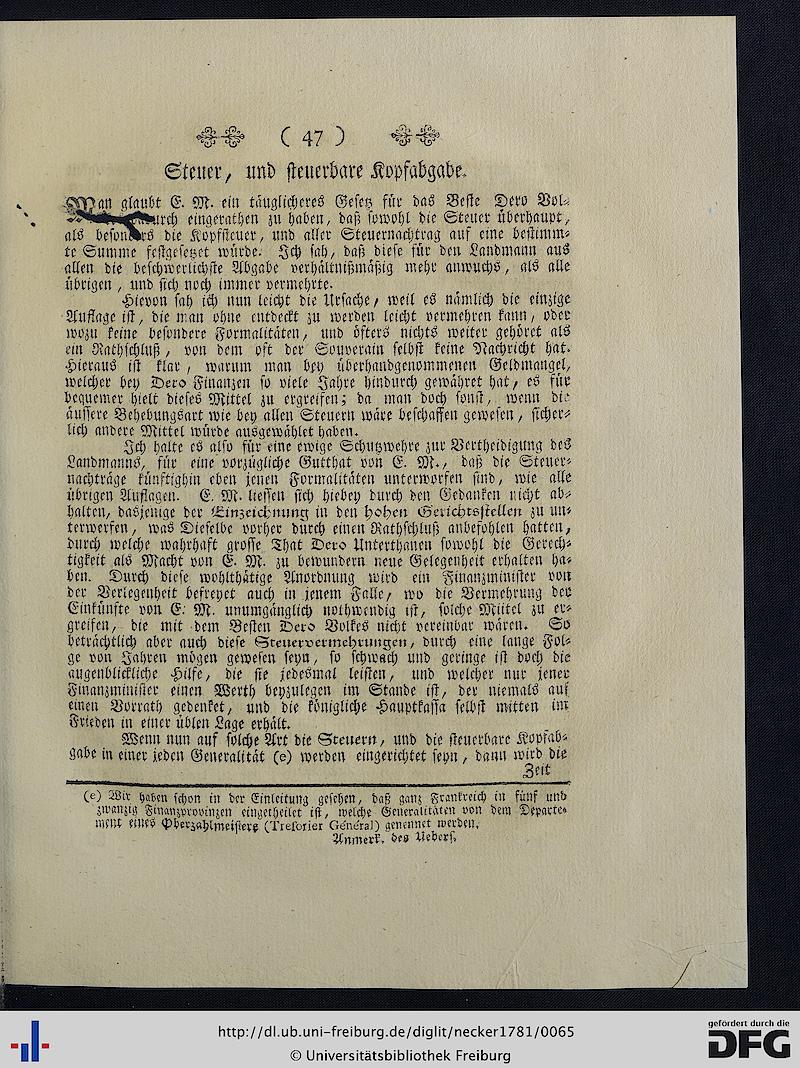 ( 47 )
Steuer, und steuerbare Kopfabgabe.
Man glaubt E. M. ein täuglicheres Gesetz für das Beste Dero Vol-
durch eingerathen zu haben, daß sowohl die Steuer überhaupt,
als besonders die Kopfsteuer, und aller Steuernachtrag auf eine bestimm-
te Summe festgesetzet würde. Ich sah, daß diese für den Landmann aus
allen die beschwerlichste Abgabe verhältnißmäßig mehr anwuchs, als alle
übrigen, und sich noch immer vermehrte.
Hievon sah ich nun leicht die Ursache, weil es nämlich die einzige
Auflage ist, die man ohne entdeckt zu werden leicht vermehren kann, oder
wozu keine besondere Formalitäten, und öfters nichts weiter gehöret als
ein Rathschluß, von dem oft der Souverain selbst keine Nachricht hat.
Hieraus ist klar, warum man bey überhandgenommenen Geldmangel,
welcher bey Dero Finanzen so viele Jahre hindurch gewähret hat, es für
bequemer hielt dieses Mittel zu ergreifen; da man doch sonst, wenn die
äussere Behebungsart wie bey allen Steuern wäre beschaffen gewesen, sicher-
lich andere Mittel würde ausgewählet haben.
Ich halte es also für eine ewige Schutzwehre zur Vertheidigung des
Landmanns, für eine vorzügliche Gutthat von E. M., daß die Steuer-
nachträge künftighin eben jenen Formalitäten unterworfen sind, wie alle
übrigen Auflagen. E. M. liessen sich hiebey durch den Gedanken nicht ab-
halten, dasjenige der Einzeichnung in den hohen Gerichtsstellen zu un-
terwerfen, was Dieselbe vorher durch einen Rathschluß anbefohlen hatten,
durch welche wahrhaft grosse That Dero Unterthanen sowohl die Gerech-
tigkeit als Macht von E. M. zu bewundern neue Gelegenheit erhalten ha-
ben. Durch diese wohlthätige Anordnung wird ein Finanzminister von
der Verlegenheit befreyet auch in jenem Falle, wo die Vermehrung der
Einkünfte von E. M. unumgänglich nothwendig ist, solche Mittel zu er-
greifen, die mit dem Besten Dero Volkes nicht vereinbar wären. So
beträchtlich aber auch diese Steuervermehrungen, durch eine lange Fol-
ge von Jahren mögen gewesen seyn, so schwach und geringe ist doch die
augenblickliche Hilfe, die sie jedesmal leisten, und welcher nur jener
Finanzminister einen Werth beyzulegen im Stande ist, der niemals auf
einen Vorrath gedenket, und die königliche Hauptkassa selbst mitten im
Frieden in einer üblen Lage erhält.
Wenn nun auf solche Art die Steuern, und die steuerbare Kopfab-
gabe in einer jeden Generalität (e) werden eingerichtet seyn, dann wird die
Zeit
(e) Wir haben schon in der Einleitung gesehen, daß ganz Frankreich in fünf und
zwanzig Finanzprovinzen eingetheilet ist, welche Generalitäten von dem Departe-
ment eines Oberzahlmeisters (Tresorier Général) genennet werden.
Anmerk. des Uebers.
http://dl.ub.uni-freiburg.de/diglit/necker1781/0065
© Universitätsbibliothek Freiburg
gefördert durch die
DFG